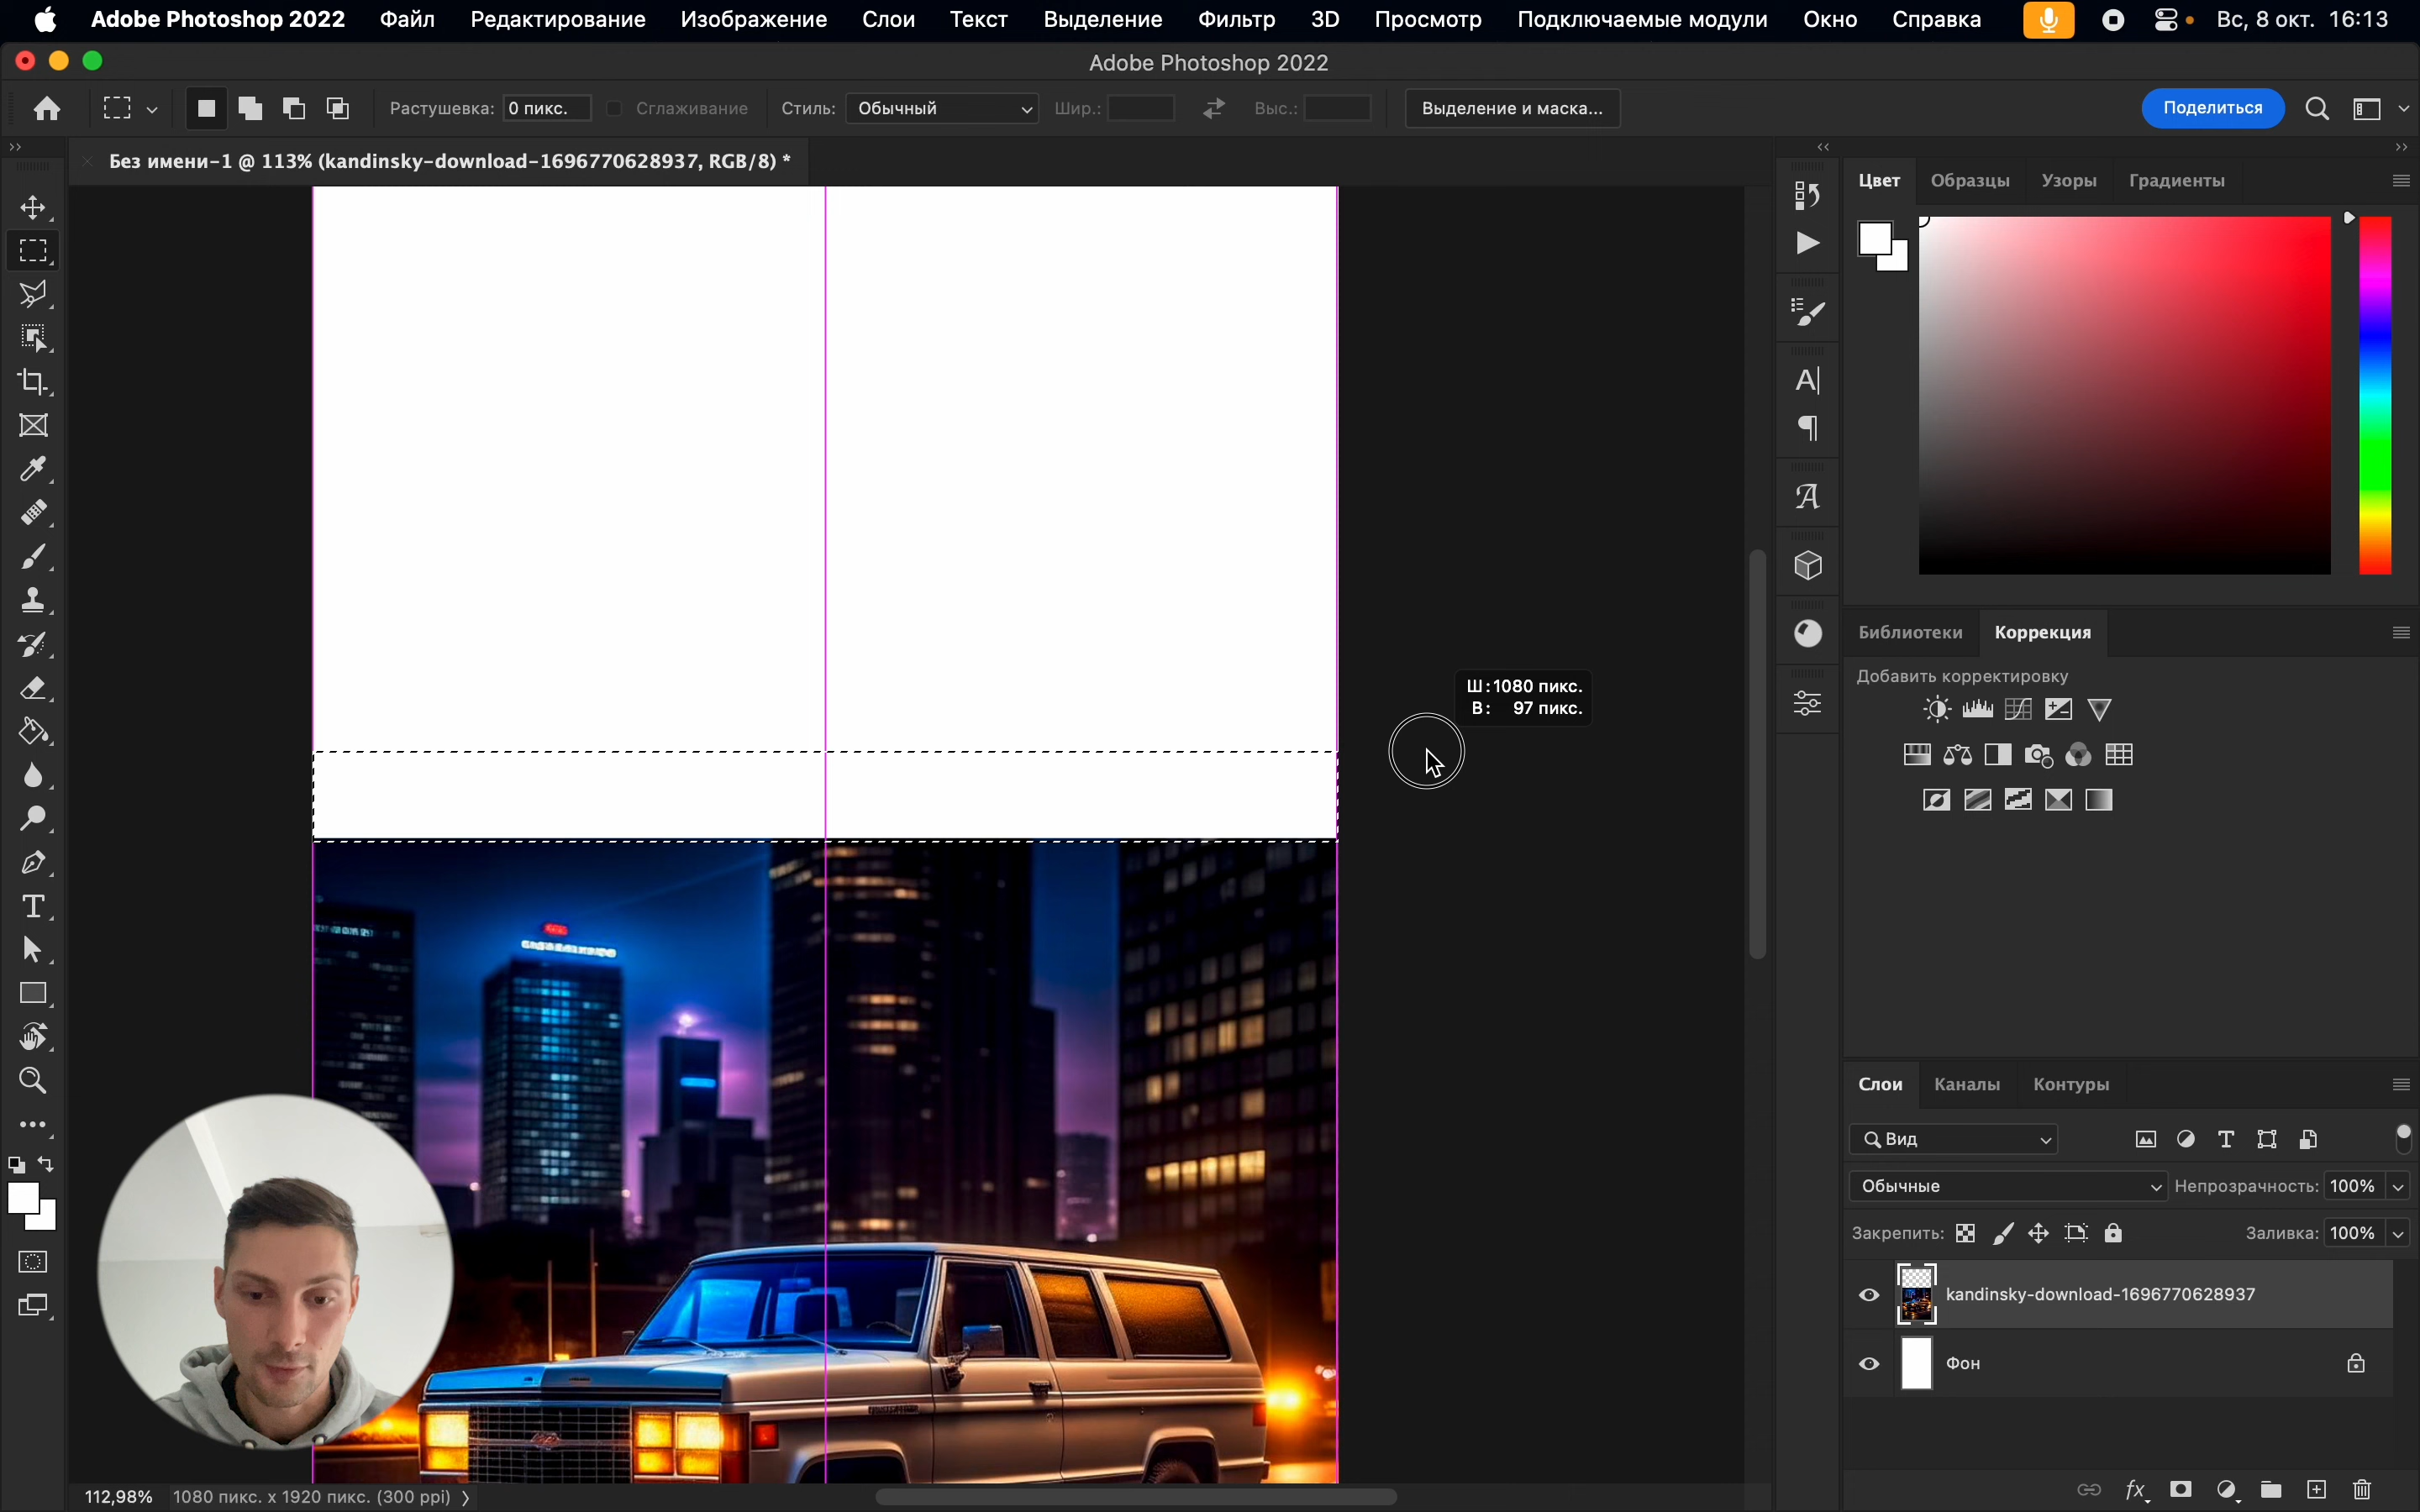 Adobe Photoshop 2022 Файл Редактирование Изображение Слои Текст Выделение Фильтр 3D Просмотр Подключаемые модули Окно Справка Вс, 8 окт. 16:13
Adobe Photoshop 2022
Растушевка: 0 пикс. Сглаживание Стиль: Обычный Шир.: Выс.: Выделение и маска... Поделиться
Без имени-1 @ 113% (kandinsky-download-1696770628937, RGB/8) *
Цвет Образцы Узоры Градиенты
Библиотеки Коррекция
Добавить корректировку
Ш: 1080 пикс.
В: 97 пикс.
Слои Каналы Контуры
Вид
Обычные Непрозрачность: 100%
Закрепить: Заливка: 100%
kandinsky-download-1696770628937
Фон
112,98% 1080 пикс. x 1920 пикс. (300 ppi)